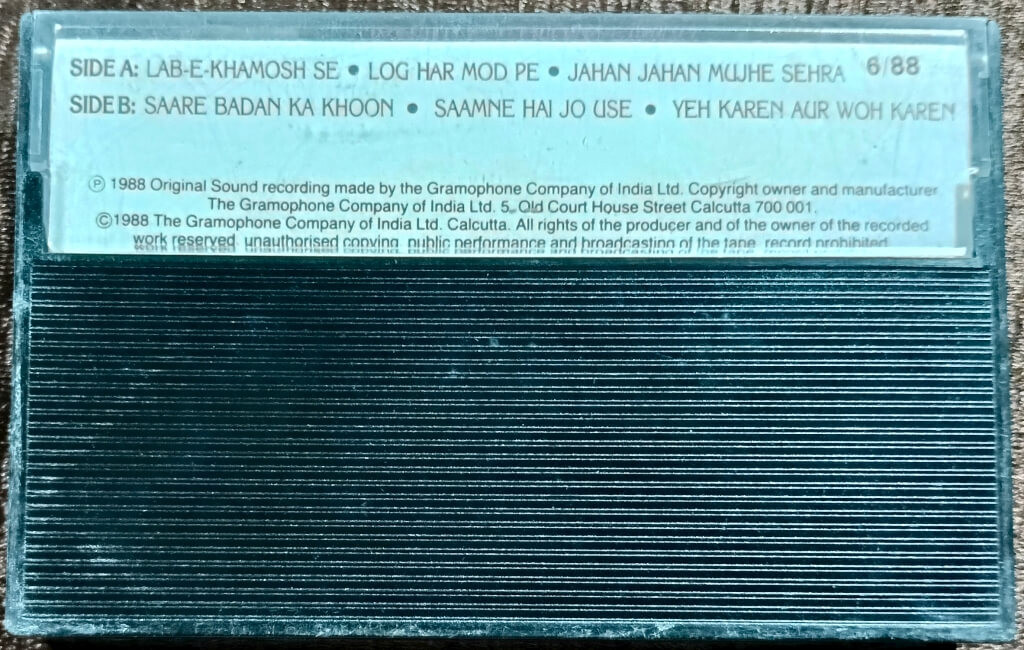 SIDE A: LAB-E-KHAMOSH SE • LOG HAR MOD PE • JAHAN JAHAN MUJHE SEHRA 6/88
SIDE B: SAARE BADAN KA KHOON • SAAMNE HAI JO USE • YEH KAREN AUR WOH KAREN
℗ 1988 Original Sound recording made by the Gramophone Company of India Ltd. Copyright owner and manufacturer
The Gramophone Company of India Ltd. 5, Old Court House Street Calcutta 700 001.
©1988 The Gramophone Company of India Ltd. Calcutta. All rights of the producer and of the owner of the recorded
work reserved. unauthorised copying, public performance and broadcasting of the tape, record prohibited